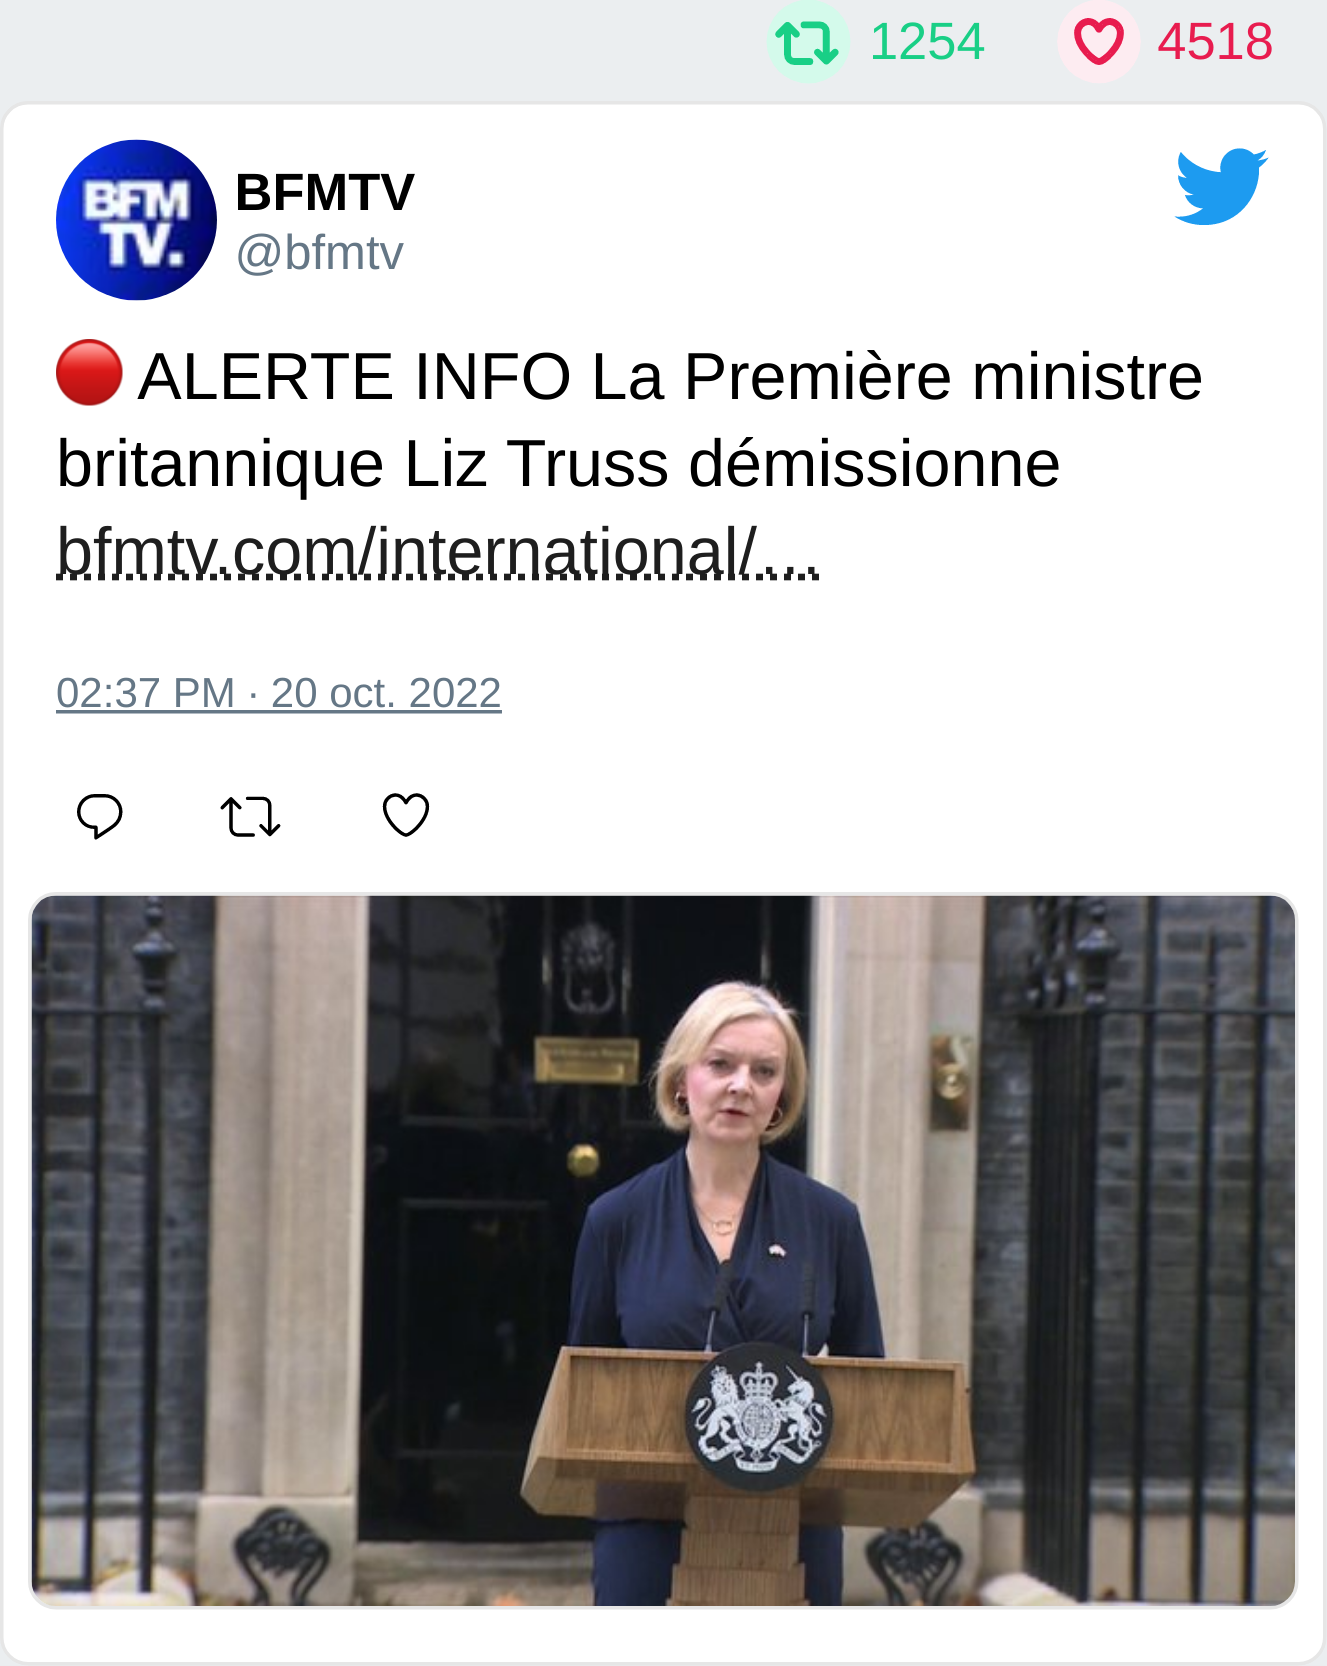 1254 4518
BFM
TV.
BFMTV
@bfmtv
ALERTE INFO La Première ministre
britannique Liz Truss démissionne
bfmtv.com/international/...
02:37 PM · 20 oct. 2022